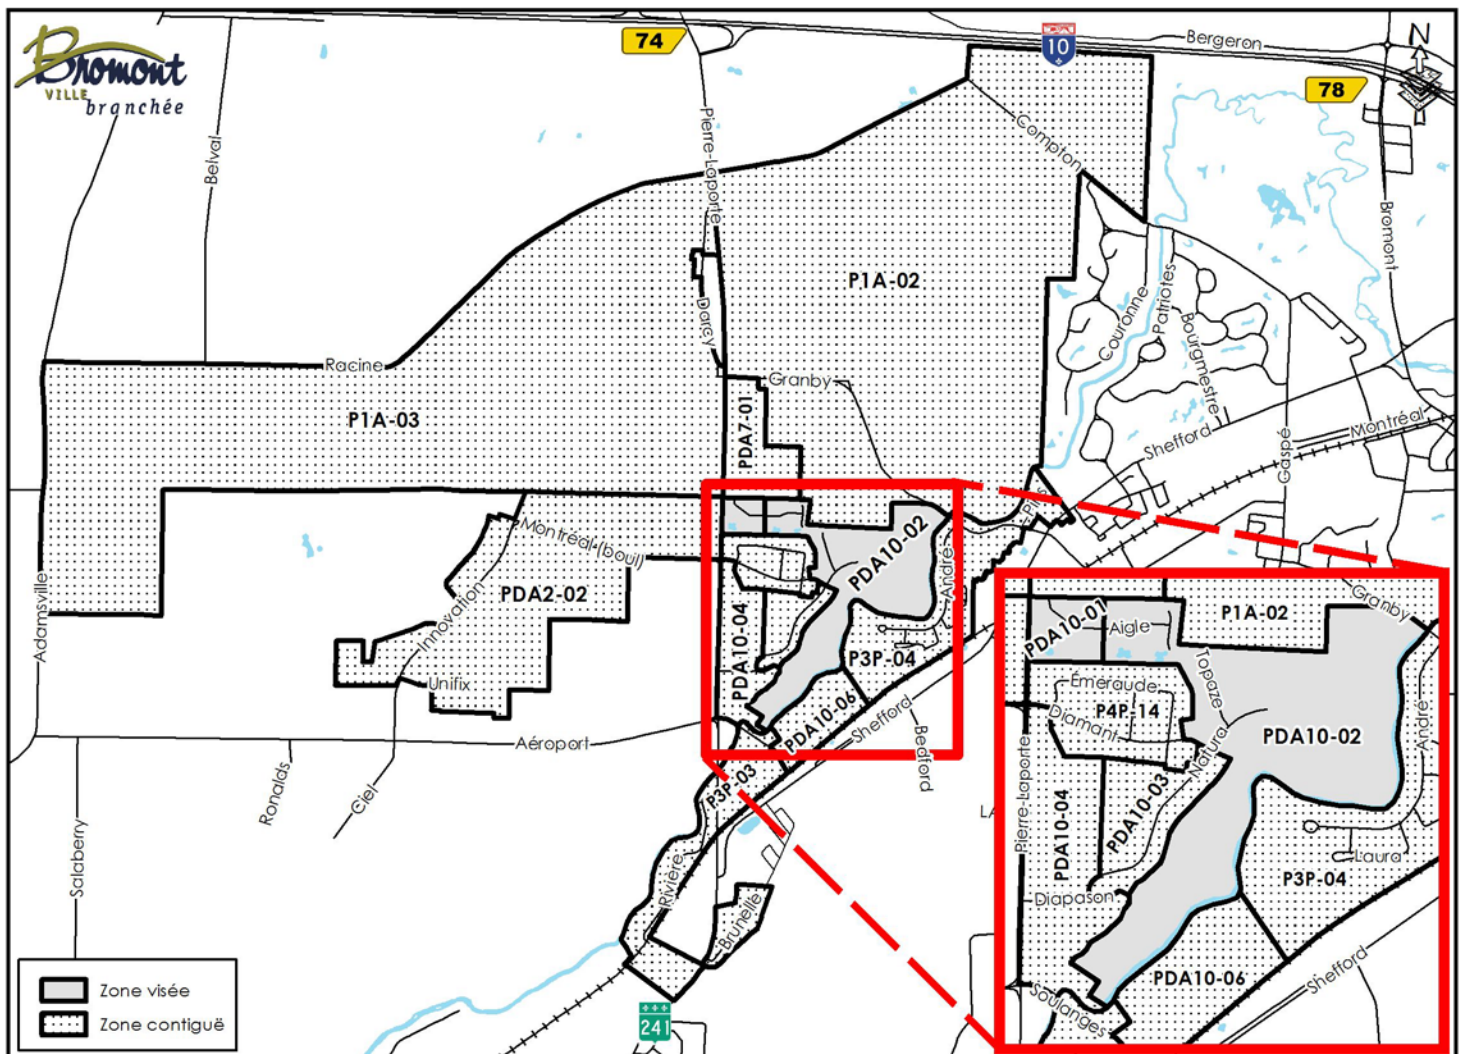 Bromont
VILLE
branchée
74
10
Bergeron
N
78
Belval
Pierre-Laporte
Compton
Bromont
P1A-02
Darcy
Couronne
Patriotes
Bourgmestre
Racine
Granby
P1A-03
PDA7-01
Shefford
Gaspé
Montréal
Pins
Montréal (boul)
PDA10-02
André
Adamsville
Innovation
PDA2-02
PDA10-04
P3P-04
Unifix
PDA10-06
Shefford
Bedford
Aéroport
Ronalds
Ciel
P3P-03
Salaberry
Rivière
Brunelle
241
PDA10-01
Aigle
P1A-02
Granby
Topaze
Émeraude
P4P-14
Diamant
Natura
PDA10-02
André
Pierre-Laporte
PDA10-04
PDA10-03
Laura
P3P-04
Diapason
PDA10-06
Shefford
Soulanges
Zone visée
Zone contiguë